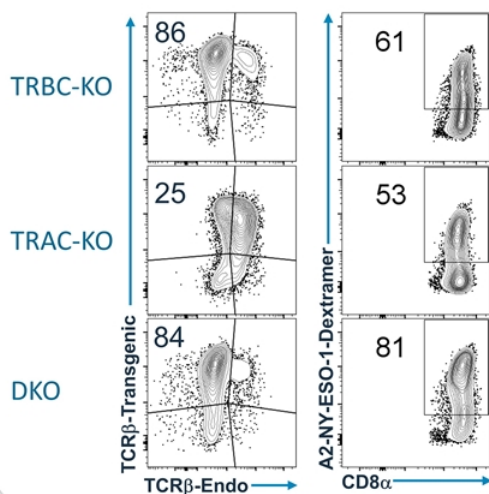 TRBC-KO
86
61
TRAC-KO
25
53
DKO
84
81
TCRβ-Transgenic
A2-NY-ESO-1-Dextramer
TCRβ-Endo
CD8α